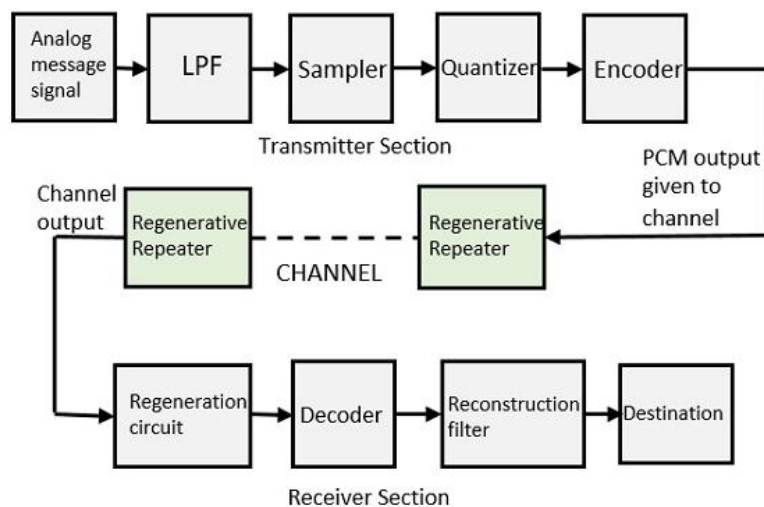 Analog
message
signal
LPF
Sampler
Quantizer
Encoder
Transmitter Section
PCM output
given to
channel
Channel
output
Regenerative
Repeater
CHANNEL
Regenerative
Repeater
Regeneration
circuit
Decoder
Reconstruction
filter
Destination
Receiver Section